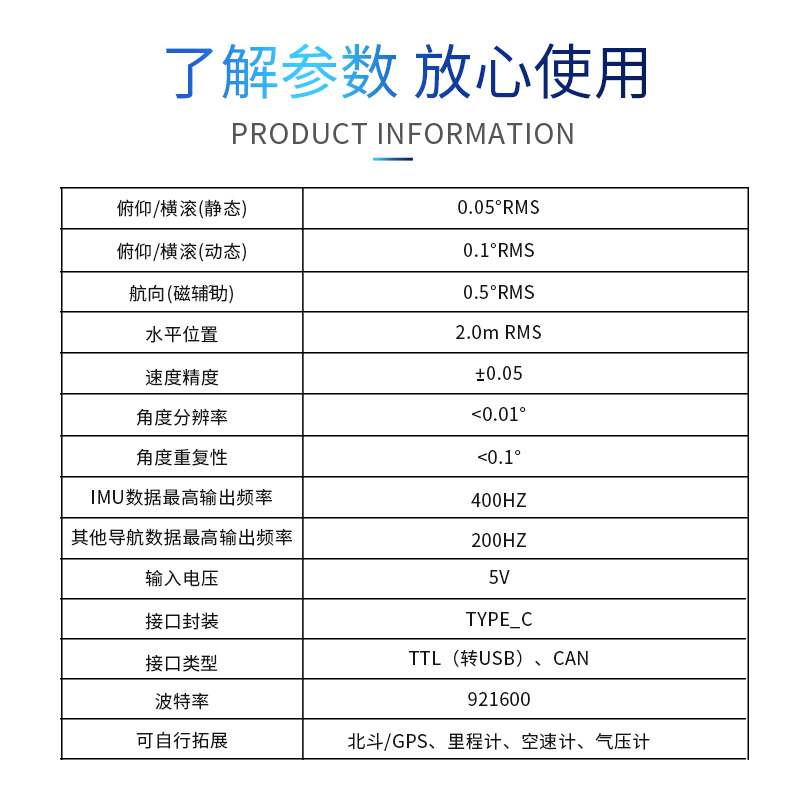 了解参数 放心使用
PRODUCT INFORMATION
俯仰/横滚(静态) 0.05°RMS
俯仰/横滚(动态) 0.1°RMS
航向(磁辅助) 0.5°RMS
水平位置 2.0m RMS
速度精度 ±0.05
角度分辨率 <0.01°
角度重复性 <0.1°
IMU数据最高输出频率 400HZ
其他导航数据最高输出频率 200HZ
输入电压 5V
接口封装 TYPE_C
接口类型 TTL（转USB）、CAN
波特率 921600
可自行拓展 北斗/GPS、里程计、空速计、气压计